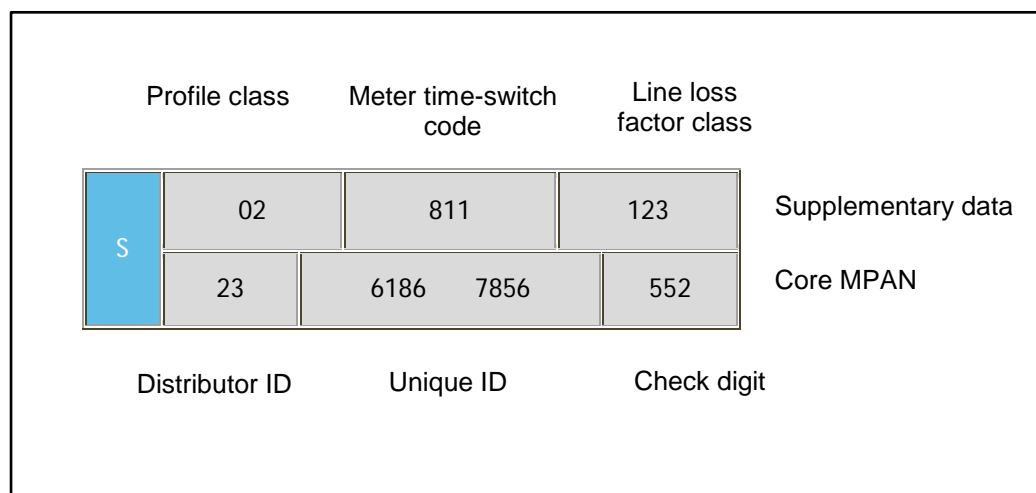 Profile class Meter time-switch code Line loss factor class
S 02 811 123 Supplementary data
23 6186 7856 552 Core MPAN
Distributor ID Unique ID Check digit